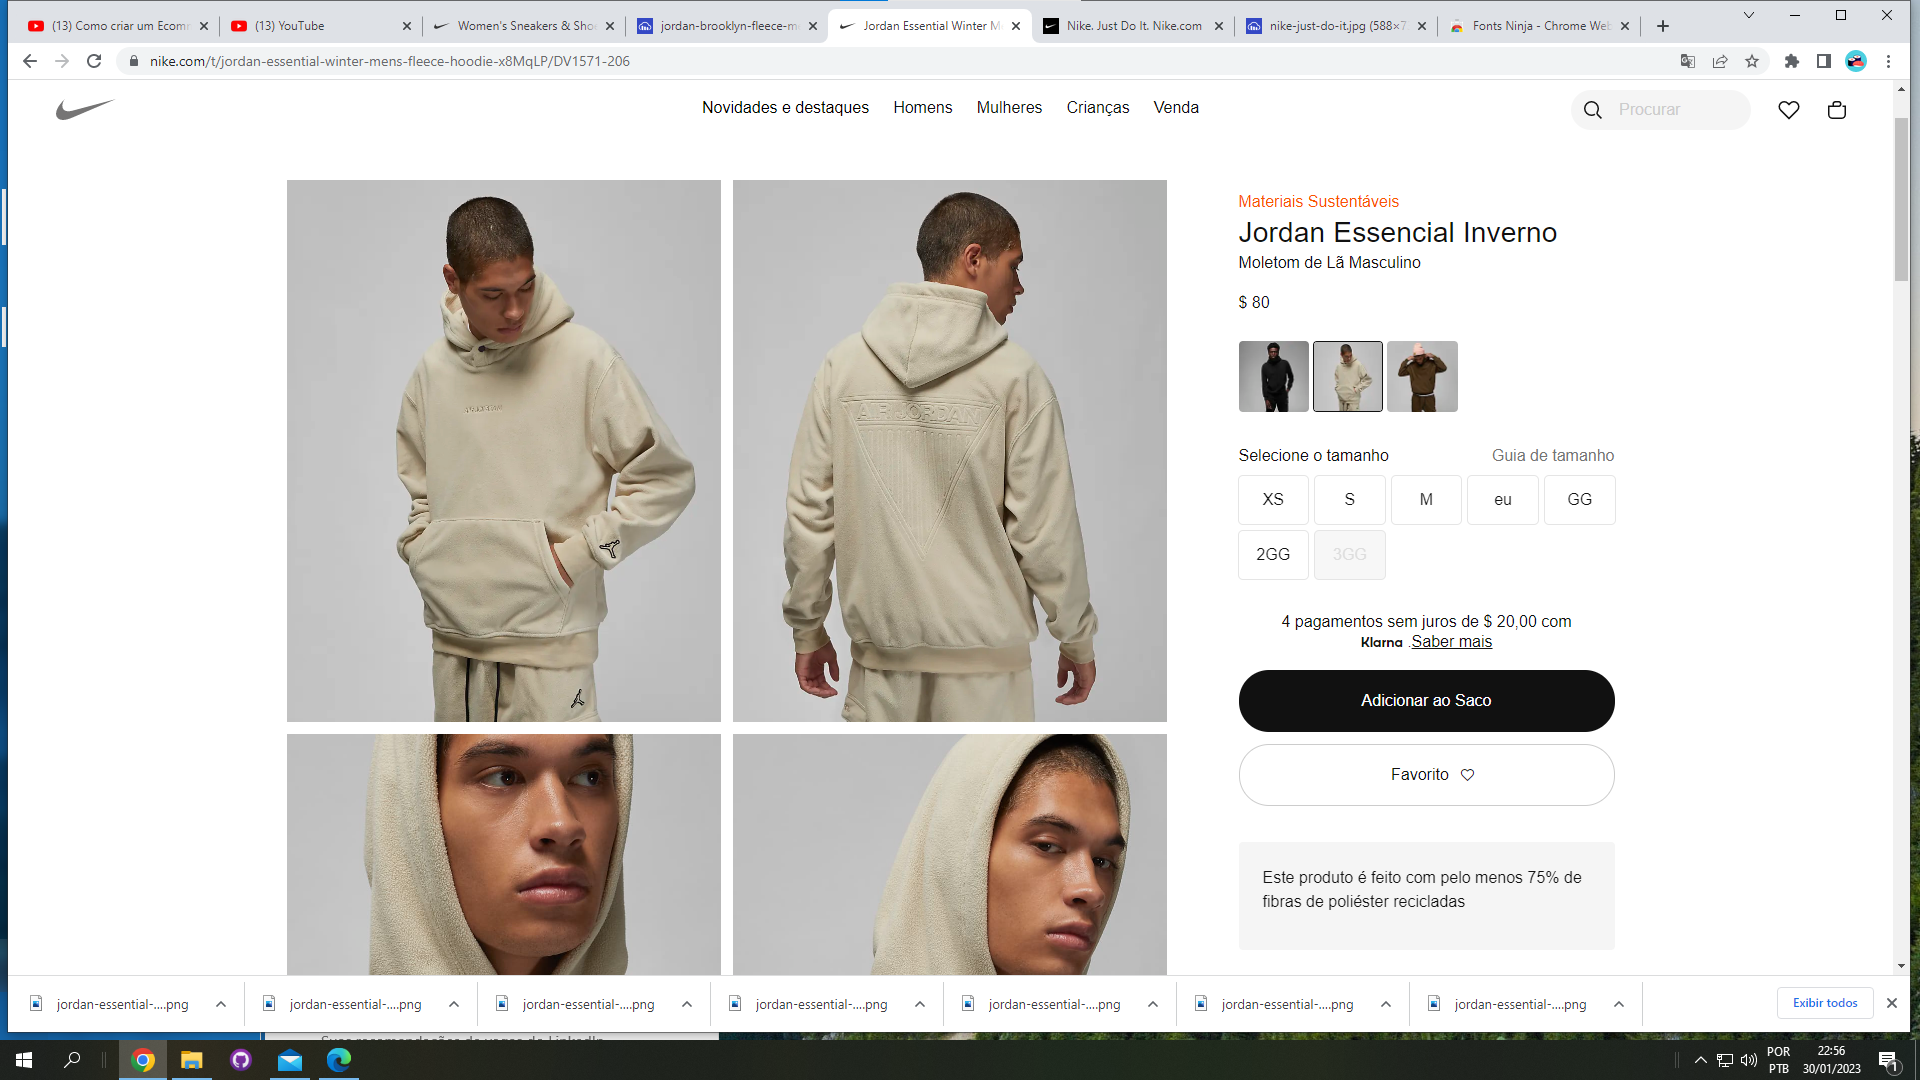 (13) Como criar um Ecomm
(13) YouTube
Women's Sneakers & Shoe
jordan-brooklyn-fleece-m
Jordan Essential Winter M
Nike. Just Do It. Nike.com
nike-just-do-it.jpg (588×7
Fonts Ninja - Chrome Web
nike.com/t/jordan-essential-winter-mens-fleece-hoodie-x8MqLP/DV1571-206
Novidades e destaques
Homens
Mulheres
Crianças
Venda
Procurar
AIR JORDAN
Materiais Sustentáveis
Jordan Essencial Inverno
Moletom de Lã Masculino
$ 80
Selecione o tamanho
Guia de tamanho
XS
S
M
eu
GG
2GG
3GG
4 pagamentos sem juros de $ 20,00 com
Klarna .Saber mais
Adicionar ao Saco
Favorito
Este produto é feito com pelo menos 75% de
fibras de poliéster recicladas
jordan-essential-....png
jordan-essential-....png
jordan-essential-....png
jordan-essential-....png
jordan-essential-....png
jordan-essential-....png
jordan-essential-....png
Exibir todos
POR
PTB
22:56
30/01/2023
1